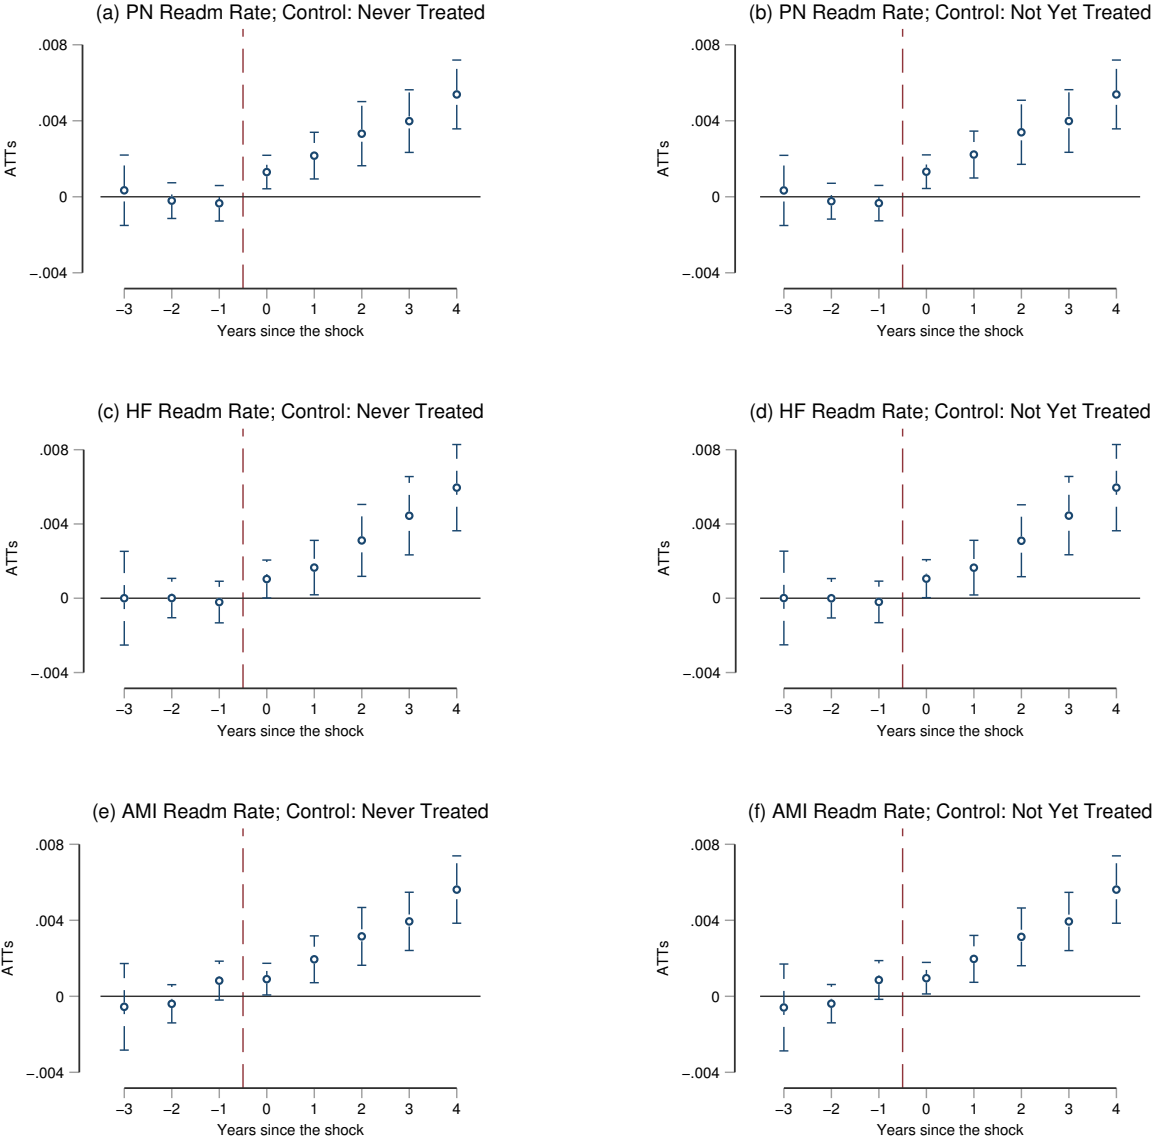 (a) PN Readm Rate; Control: Never Treated
.008
.004
0
−.004
ATTs
−3 −2 −1 0 1 2 3 4
Years since the shock
(b) PN Readm Rate; Control: Not Yet Treated
.008
.004
0
−.004
ATTs
−3 −2 −1 0 1 2 3 4
Years since the shock
(c) HF Readm Rate; Control: Never Treated
.008
.004
0
−.004
ATTs
−3 −2 −1 0 1 2 3 4
Years since the shock
(d) HF Readm Rate; Control: Not Yet Treated
.008
.004
0
−.004
ATTs
−3 −2 −1 0 1 2 3 4
Years since the shock
(e) AMI Readm Rate; Control: Never Treated
.008
.004
0
−.004
ATTs
−3 −2 −1 0 1 2 3 4
Years since the shock
(f) AMI Readm Rate; Control: Not Yet Treated
.008
.004
0
−.004
ATTs
−3 −2 −1 0 1 2 3 4
Years since the shock